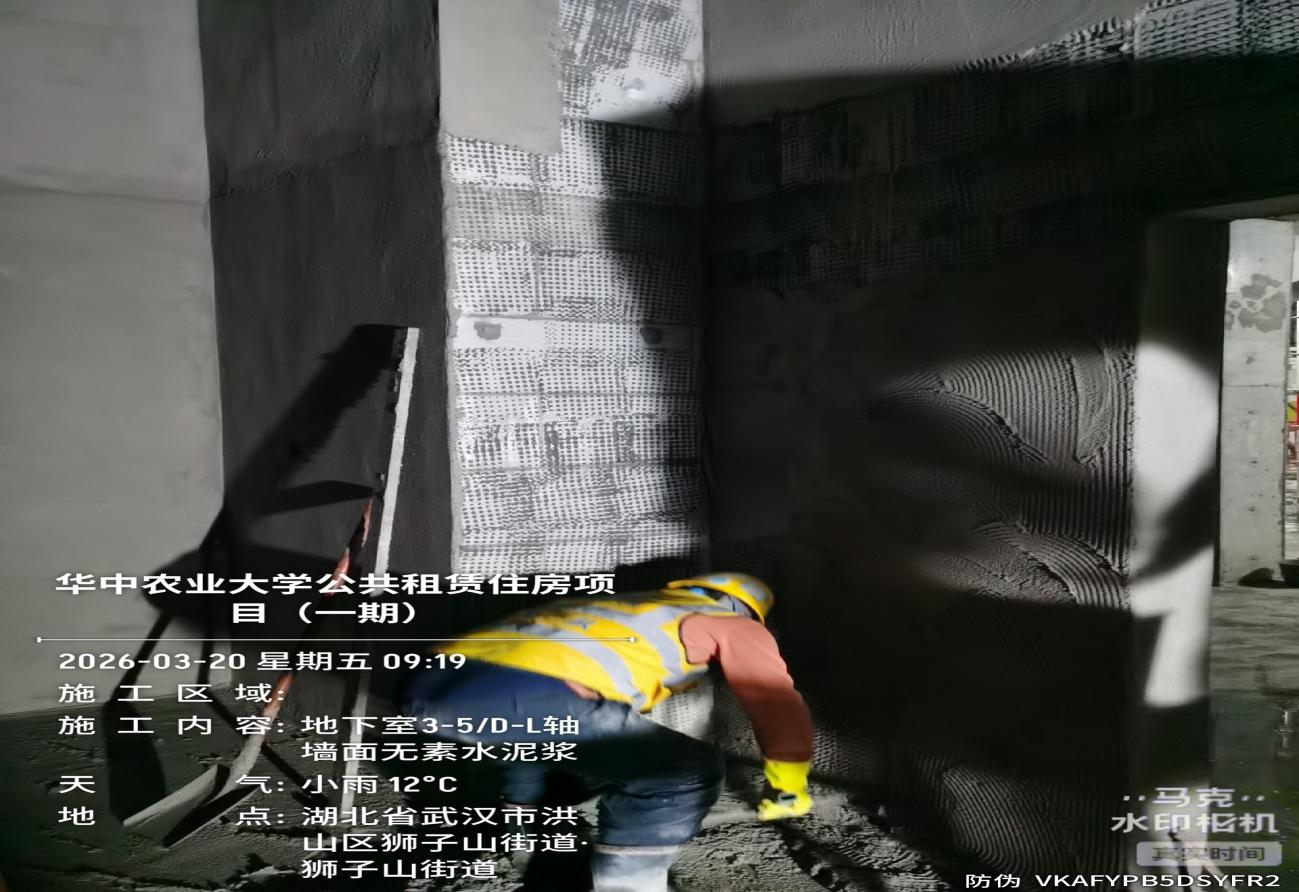 华中农业大学公共租赁住房项
目（一期）
2026-03-20 星期五 09:19
施工区域:
施工内容: 地下室3-5/D-L轴
墙面无素水泥浆
天气: 小雨 12°C
地点: 湖北省武汉市洪
山区狮子山街道·
狮子山街道
马克
水印相机
真实时间
防伪 VKAFYPB5DSYFR2